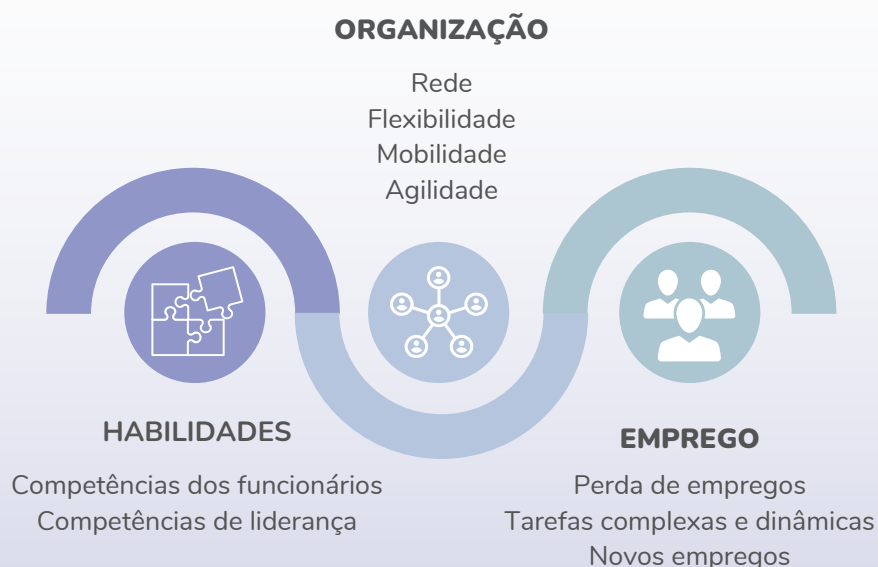 ORGANIZAÇÃO
Rede
Flexibilidade
Mobilidade
Agilidade
HABILIDADES
Competências dos funcionários
Competências de liderança
EMPREGO
Perda de empregos
Tarefas complexas e dinâmicas
Novos empregos